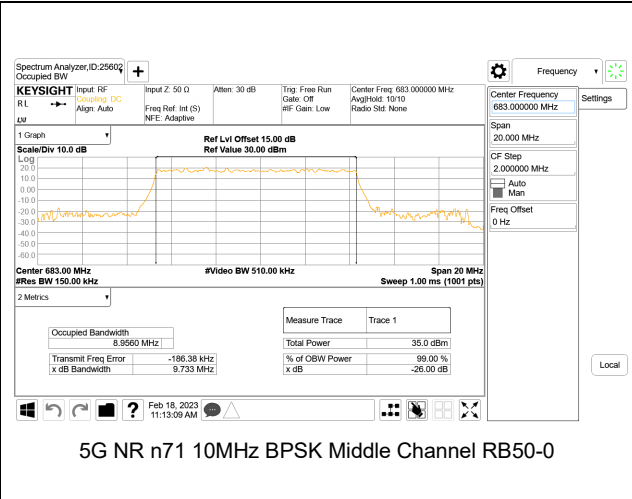 Spectrum Analyzer,ID:25602
Occupied BW
KEYSIGHT
RL
Input: RF
Coupling: DC
Align: Auto
Input Z: 50 Ω
Freq Ref: Int (S)
NFE: Adaptive
Atten: 30 dB
Trig: Free Run
Gate: Off
#IF Gain: Low
Center Freq: 683.000000 MHz
Avg|Hold: 10/10
Radio Std: None
1 Graph
Scale/Div 10.0 dB
Ref Lvl Offset 15.00 dB
Ref Value 30.00 dBm
Log
20.0
10.0
0.00
-10.0
-20.0
-30.0
-40.0
-50.0
-60.0
Center 683.00 MHz
#Res BW 150.00 kHz
#Video BW 510.00 kHz
Span 20 MHz
Sweep 1.00 ms (1001 pts)
2 Metrics
Occupied Bandwidth
8.9560 MHz
Transmit Freq Error -186.38 kHz
x dB Bandwidth 9.733 MHz
Measure Trace Trace 1
Total Power 35.0 dBm
% of OBW Power 99.00 %
x dB -26.00 dB
Feb 18, 2023
11:13:09 AM
Frequency
Center Frequency
683.000000 MHz
Span
20.000 MHz
CF Step
2.000000 MHz
Auto
Man
Freq Offset
0 Hz
Settings
Local
5G NR n71 10MHz BPSK Middle Channel RB50-0